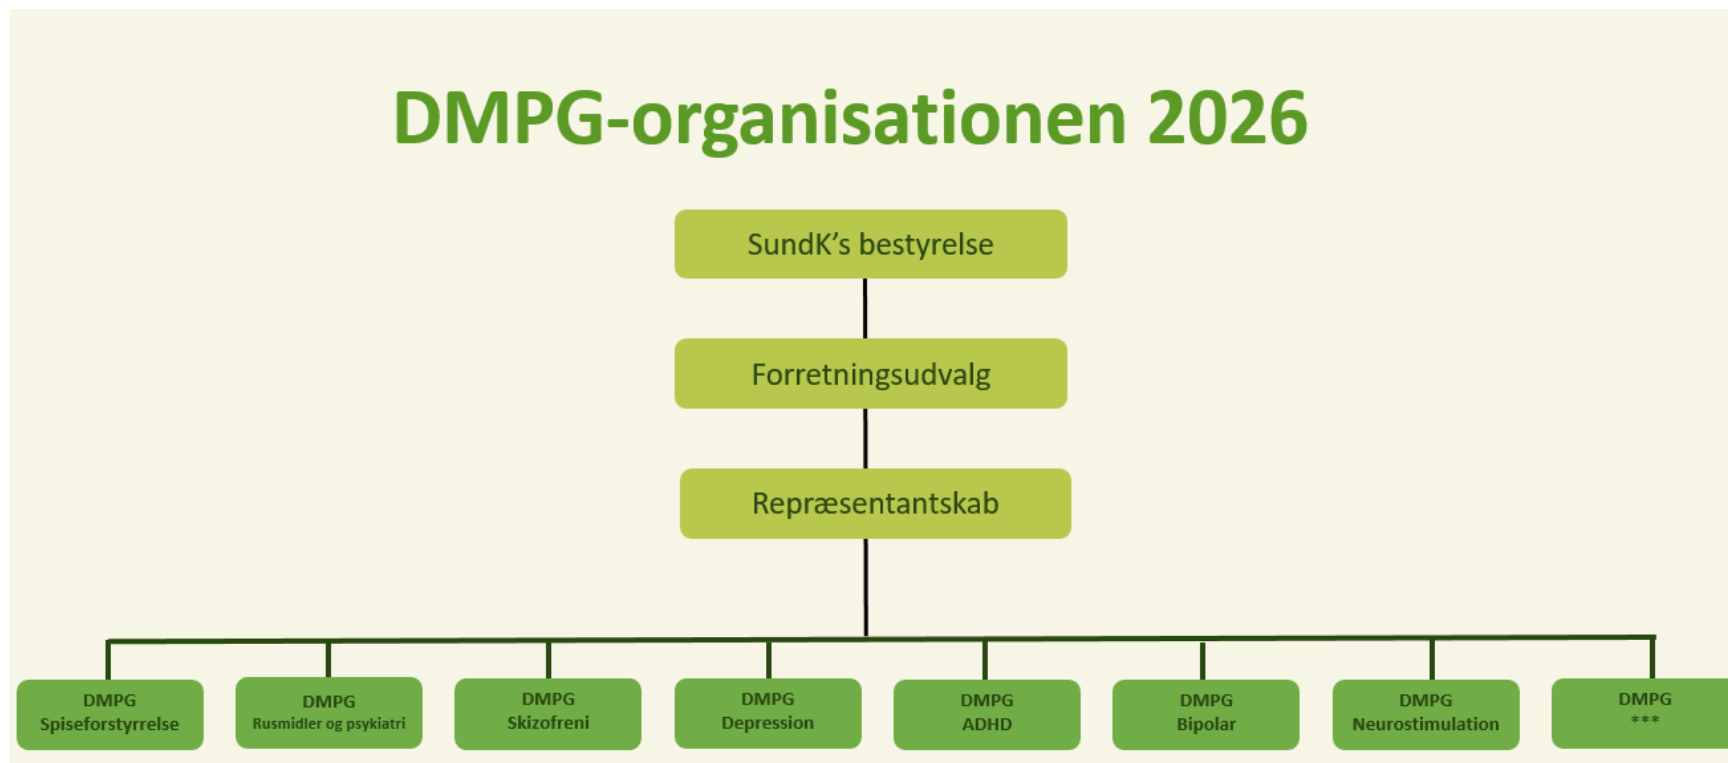 DMPG-organisationen 2026
SundK’s bestyrelse
Forretningsudvalg
Repræsentantskab
DMPG
Spiseforstyrrelse
DMPG
Rusmidler og psykiatri
DMPG
Skizofreni
DMPG
Depression
DMPG
ADHD
DMPG
Bipolar
DMPG
Neurostimulation
DMPG
***